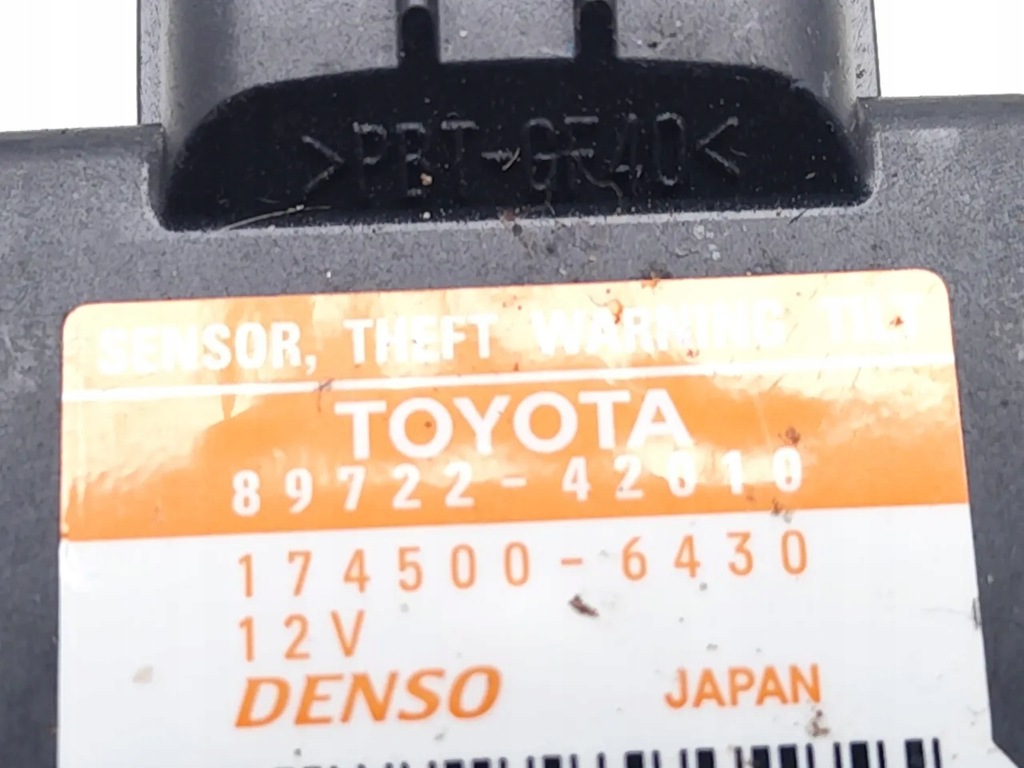 >PBT-GF40<
SENSOR, THEFT WARNING TILT
TOYOTA
89722-42010
174500-6430
12V
DENSO JAPAN